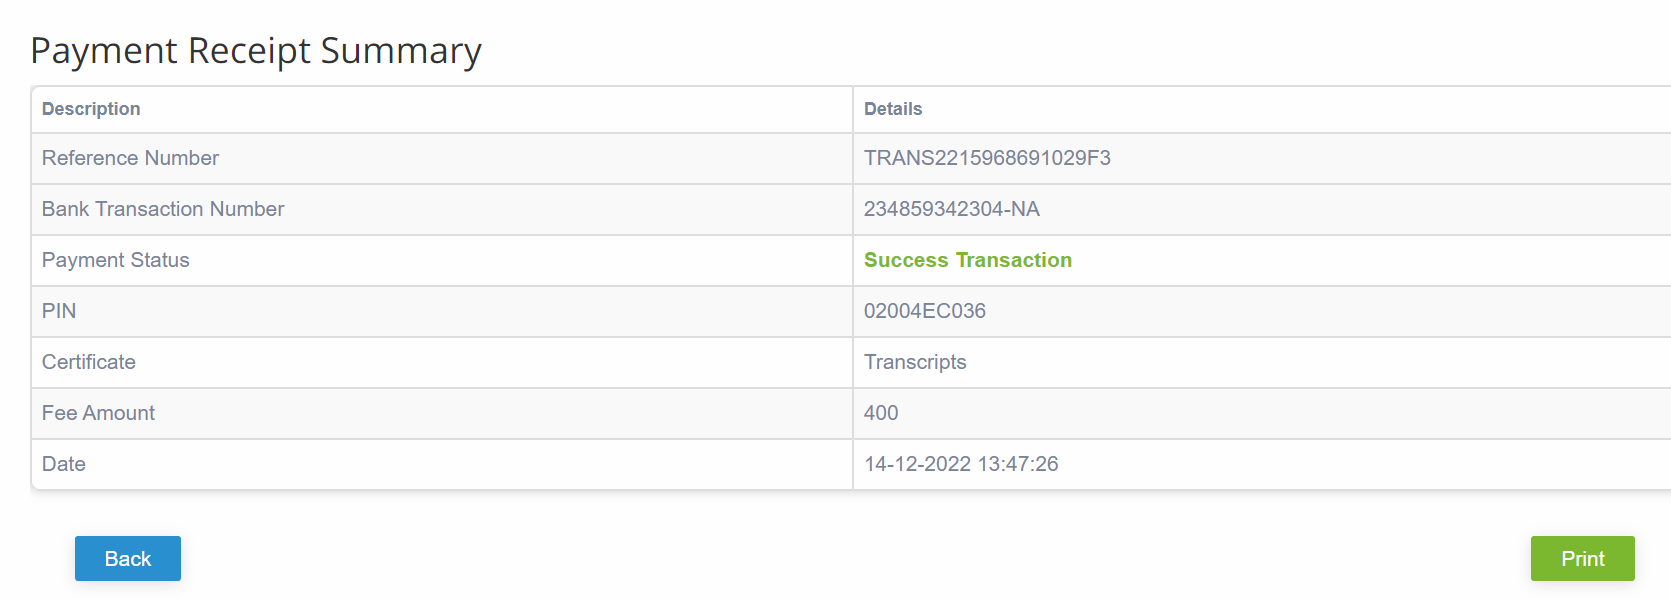 Payment Receipt Summary
Description Details
Reference Number TRANS2215968691029F3
Bank Transaction Number 234859342304-NA
Payment Status Success Transaction
PIN 02004EC036
Certificate Transcripts
Fee Amount 400
Date 14-12-2022 13:47:26
Back Print